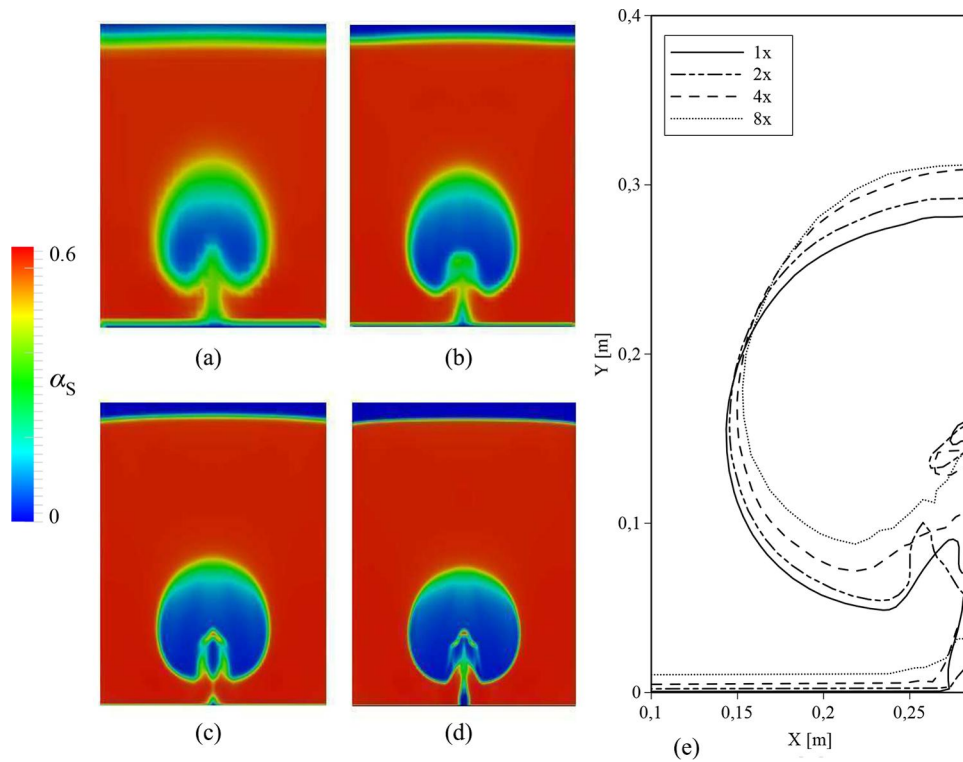 (a)
(b)
0.6
αS
0
(c)
(d)
0,4
1x
2x
4x
8x
0,3
Y [m]
0,2
0,1
0
0,1
0,15
0,2
0,25
X [m]
(e)